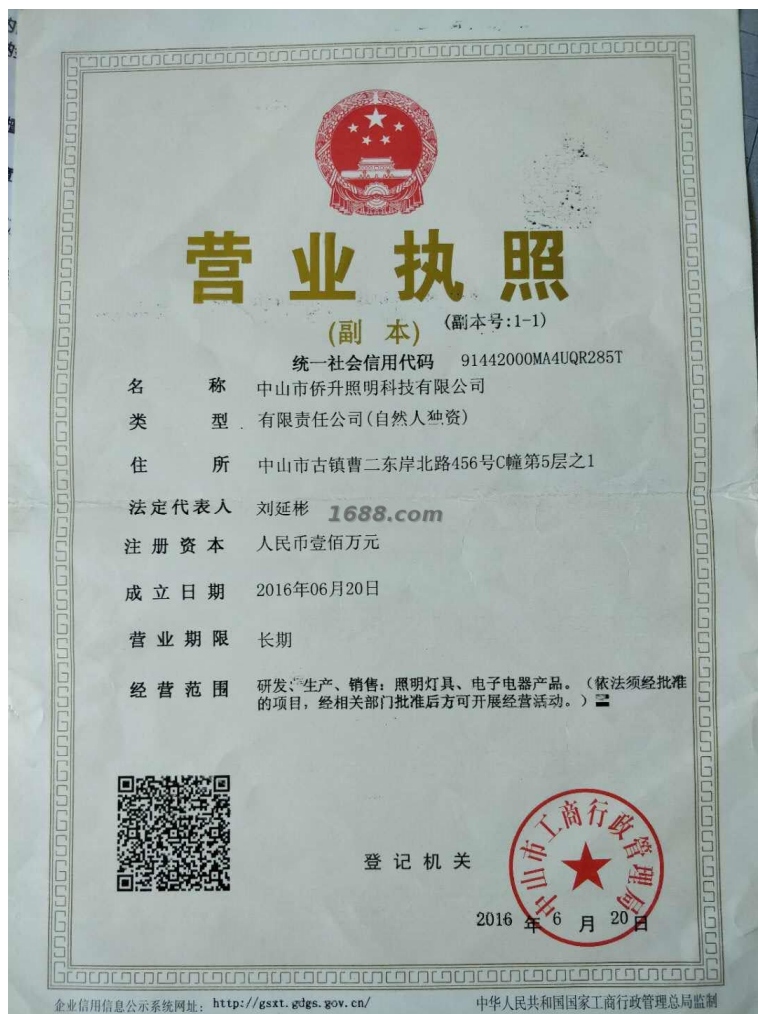 营业执照
(副 本) (副本号:1-1)
统一社会信用代码 91442000MA4UQR285T
名称 中山市侨升照明科技有限公司
类型 有限责任公司(自然人独资)
住所 中山市古镇曹二东岸北路456号C幢第5层之1
法定代表人 刘延彬
1688.com
注册资本 人民币壹佰万元
成立日期 2016年06月20日
营业期限 长期
经营范围 研发、生产、销售：照明灯具、电子电器产品。（依法须经批准
的项目，经相关部门批准后方可开展经营活动。）
中山市工商行政管理局
登记机关
2016 年 6 月 20 日
企业信用信息公示系统网址：http://gsxt.gdgs.gov.cn/ 中华人民共和国国家工商行政管理总局监制